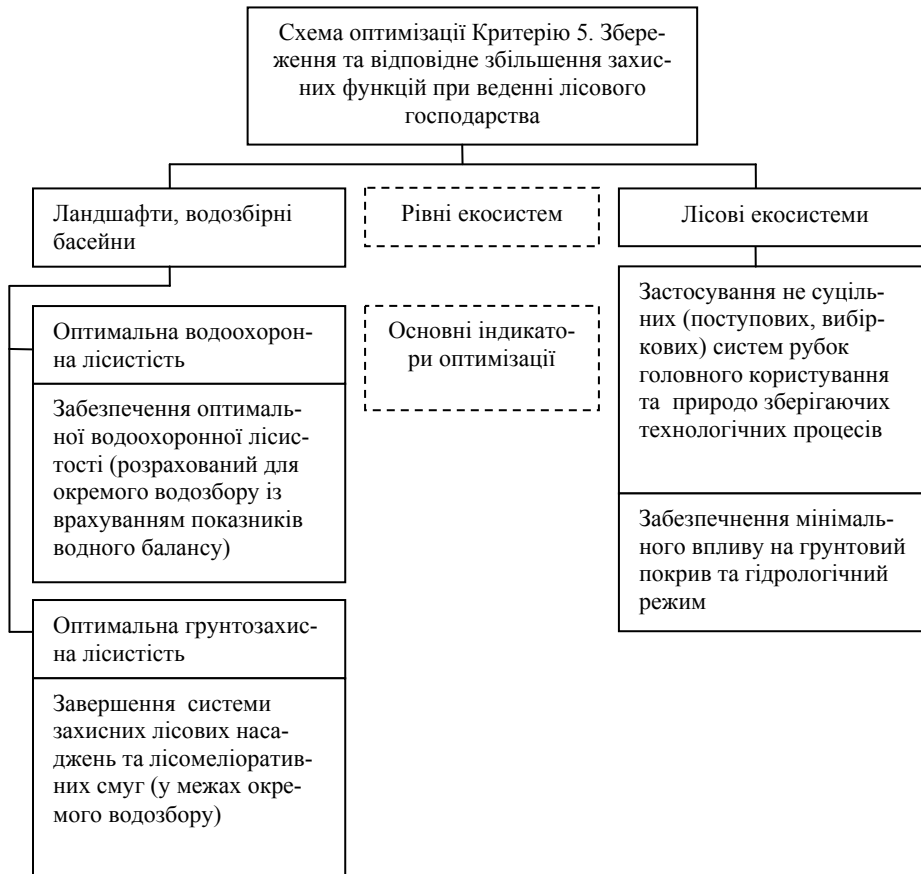 Схема оптимізації Критерію 5. Збере-
ження та відповідне збільшення захис-
них функцій при веденні лісового
господарства
Ландшафти, водозбірні
басейни
Рівні екосистем
Лісові екосистеми
Оптимальна водоохорон-
на лісистість
Забезпечення оптималь-
ної водоохоронної лісис-
тості (розрахований для
окремого водозбору із
врахуванням показників
водного балансу)
Оптимальна грунтозахис-
на лісистість
Завершення системи
захисних лісових наса-
джень та лісомеліоратив-
них смуг (у межах окре-
мого водозбору)
Основні індикато-
ри оптимізації
Застосування не суціль-
них (поступових, вибір-
кових) систем рубок
головного користування
та природо зберігаючих
технологічних процесів
Забезпечнення мінімаль-
ного впливу на грунтовий
покрив та гідрологічний
режим